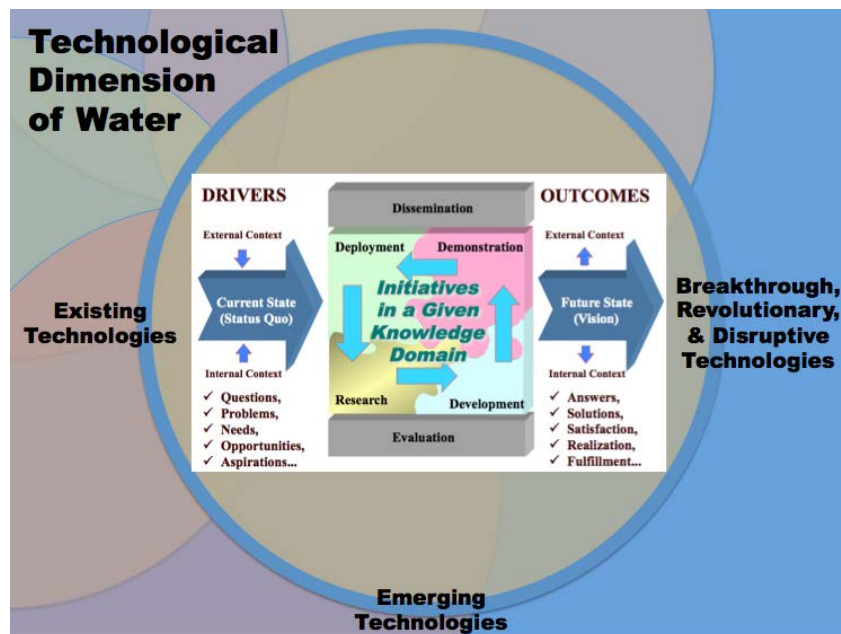 Technological
Dimension
of Water
DRIVERS
External Context
Current State
(Status Quo)
Internal Context
✓ Questions,
✓ Problems,
✓ Needs,
✓ Opportunities,
✓ Aspirations...
Dissemination
Deployment
Demonstration
Initiatives
in a Given
Knowledge
Domain
Research
Development
Evaluation
OUTCOMES
External Context
Future State
(Vision)
Internal Context
✓ Answers,
✓ Solutions,
✓ Satisfaction,
✓ Realization,
✓ Fulfillment...
Existing
Technologies
Breakthrough,
Revolutionary,
& Disruptive
Technologies
Emerging
Technologies